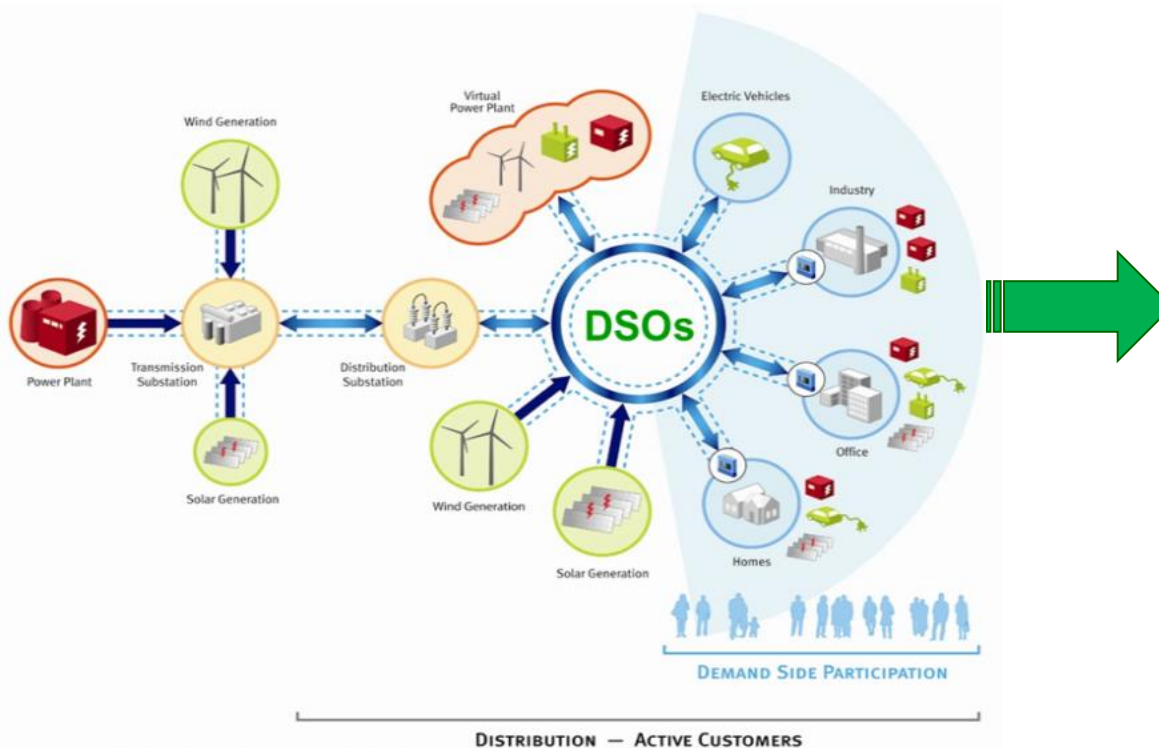 Virtual
Power Plant
Electric Vehicles
Wind Generation
Industry
DSOs
Power Plant
Transmission
Substation
Distribution
Substation
Office
Solar Generation
Wind Generation
Homes
Solar Generation
DEMAND SIDE PARTICIPATION
DISTRIBUTION — ACTIVE CUSTOMERS